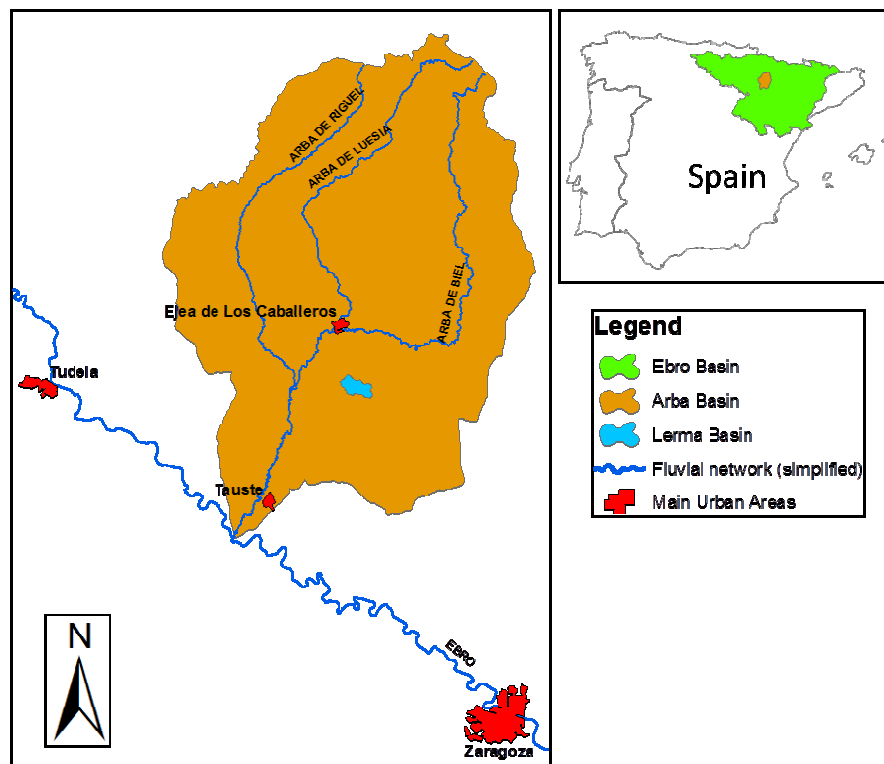 ARBA DE RIGUEL
ARBA DE LUESIA
ARBA DE BIEL
Ejea de Los Caballeros
Tudela
Tauste
EBRO
Zaragoza
N
Spain
Legend
Ebro Basin
Arba Basin
Lerma Basin
Fluvial network (simplified)
Main Urban Areas